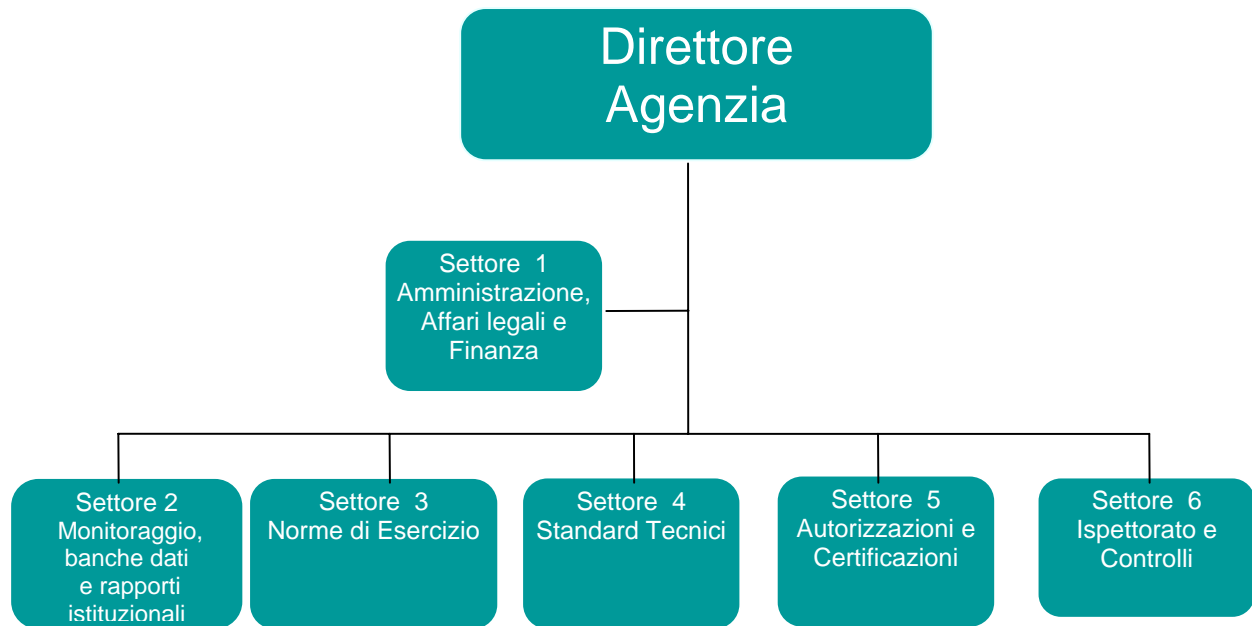 Direttore
Agenzia
Settore 1
Amministrazione,
Affari legali e
Finanza
Settore 2
Monitoraggio,
banche dati
e rapporti
istituzionali
Settore 3
Norme di Esercizio
Settore 4
Standard Tecnici
Settore 5
Autorizzazioni e
Certificazioni
Settore 6
Ispettorato e
Controlli